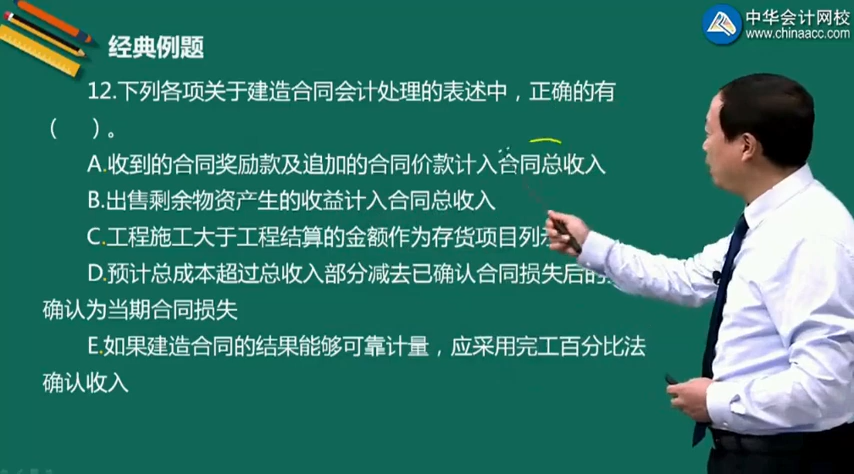 中华会计网校
www.chinaacc.com
经典例题
12.下列各项关于建造合同会计处理的表述中，正确的有
（ ）。
A.收到的合同奖励款及追加的合同价款计入合同总收入
B.出售剩余物资产生的收益计入合同总收入
C.工程施工大于工程结算的金额作为存货项目列
D.预计总成本超过总收入部分减去已确认合同损失后的
确认为当期合同损失
E.如果建造合同的结果能够可靠计量，应采用完工百分比法
确认收入